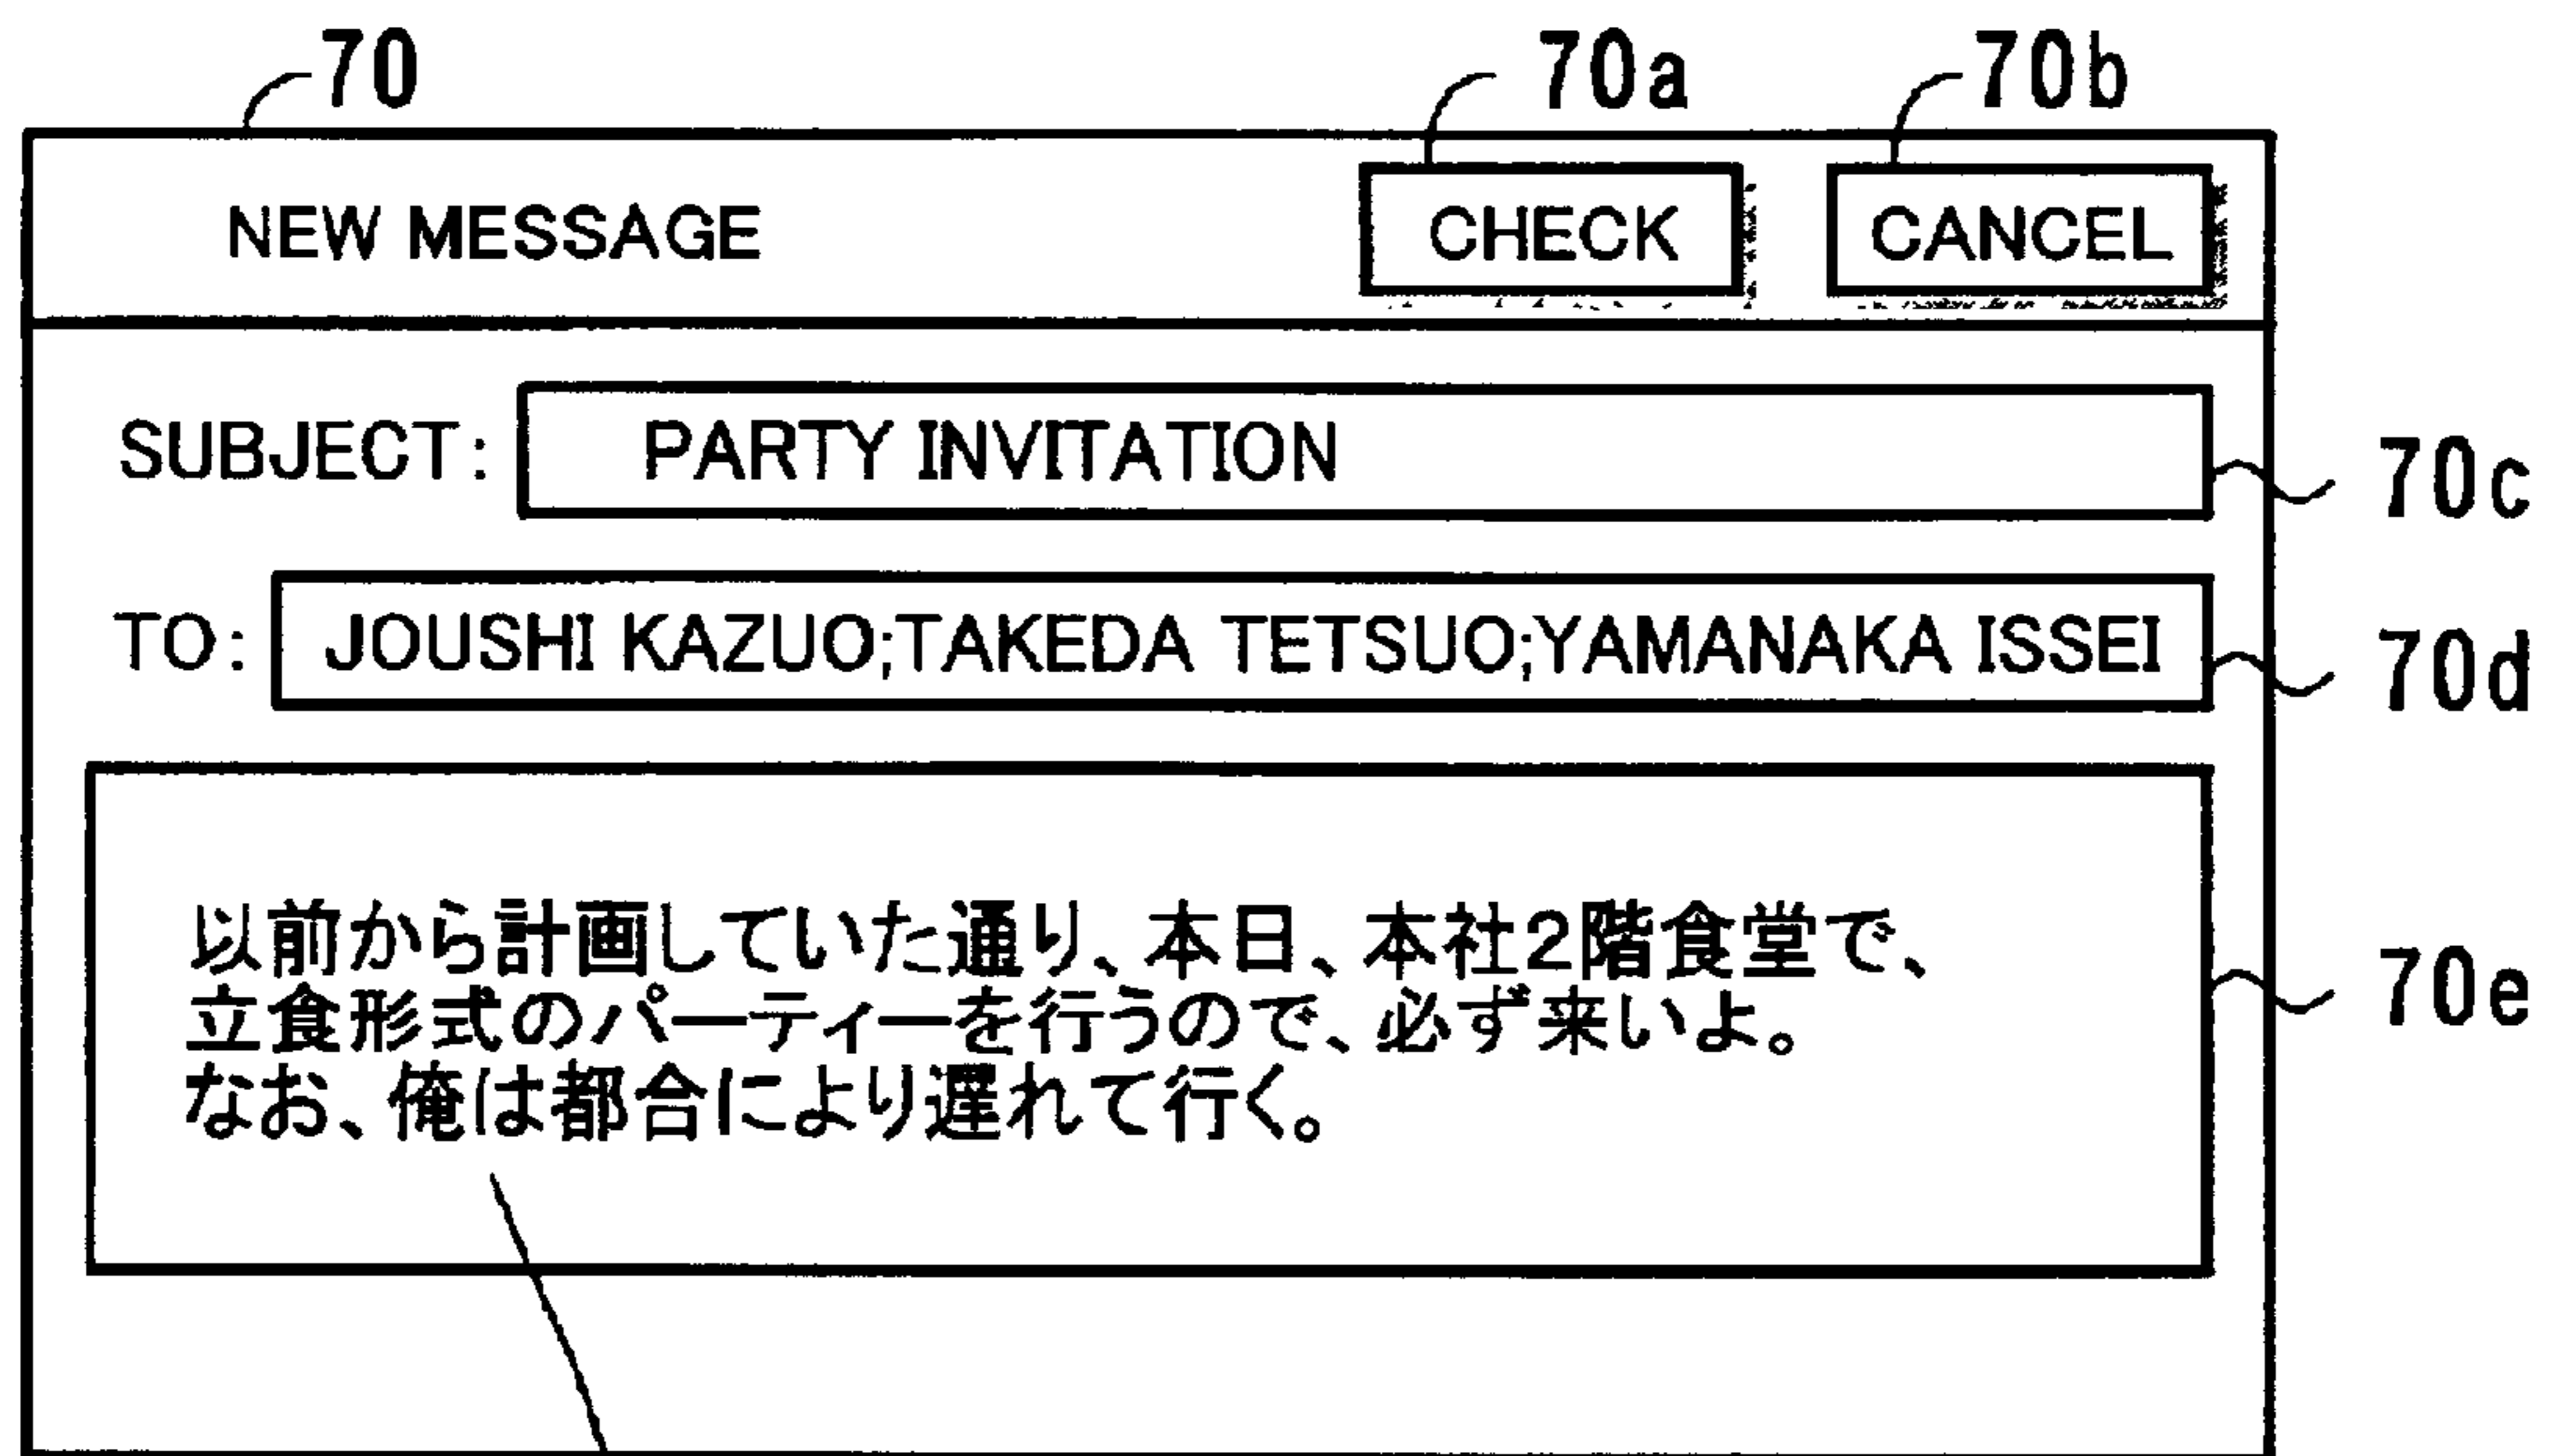 70 70a 70b
NEW MESSAGE CHECK CANCEL
SUBJECT: PARTY INVITATION 70c
TO: JOUSHI KAZUO;TAKEDA TETSUO;YAMANAKA ISSEI 70d
以前から計画していた通り、本日、本社2階食堂で、
立食形式のパーティーを行うので、必ず来いよ。 70e
なお、俺は都合により遅れて行く。